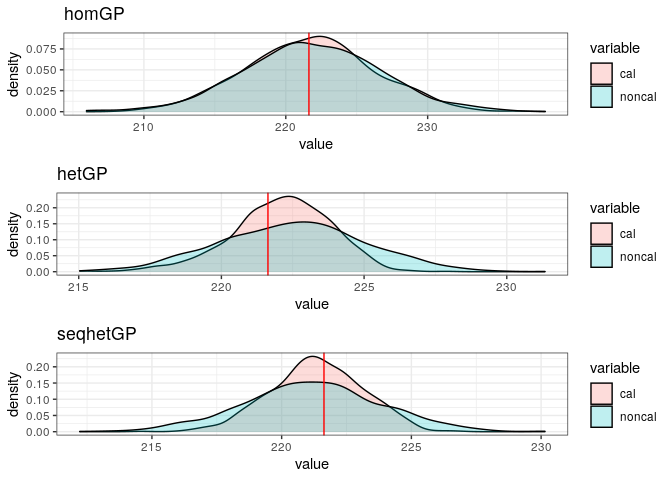 homGP
density
0.075
0.050
0.025
0.000
210
220
230
value
variable
cal
noncal
hetGP
density
0.20
0.15
0.10
0.05
0.00
215
220
225
230
value
variable
cal
noncal
seqhetGP
density
0.20
0.15
0.10
0.05
0.00
215
220
225
230
value
variable
cal
noncal